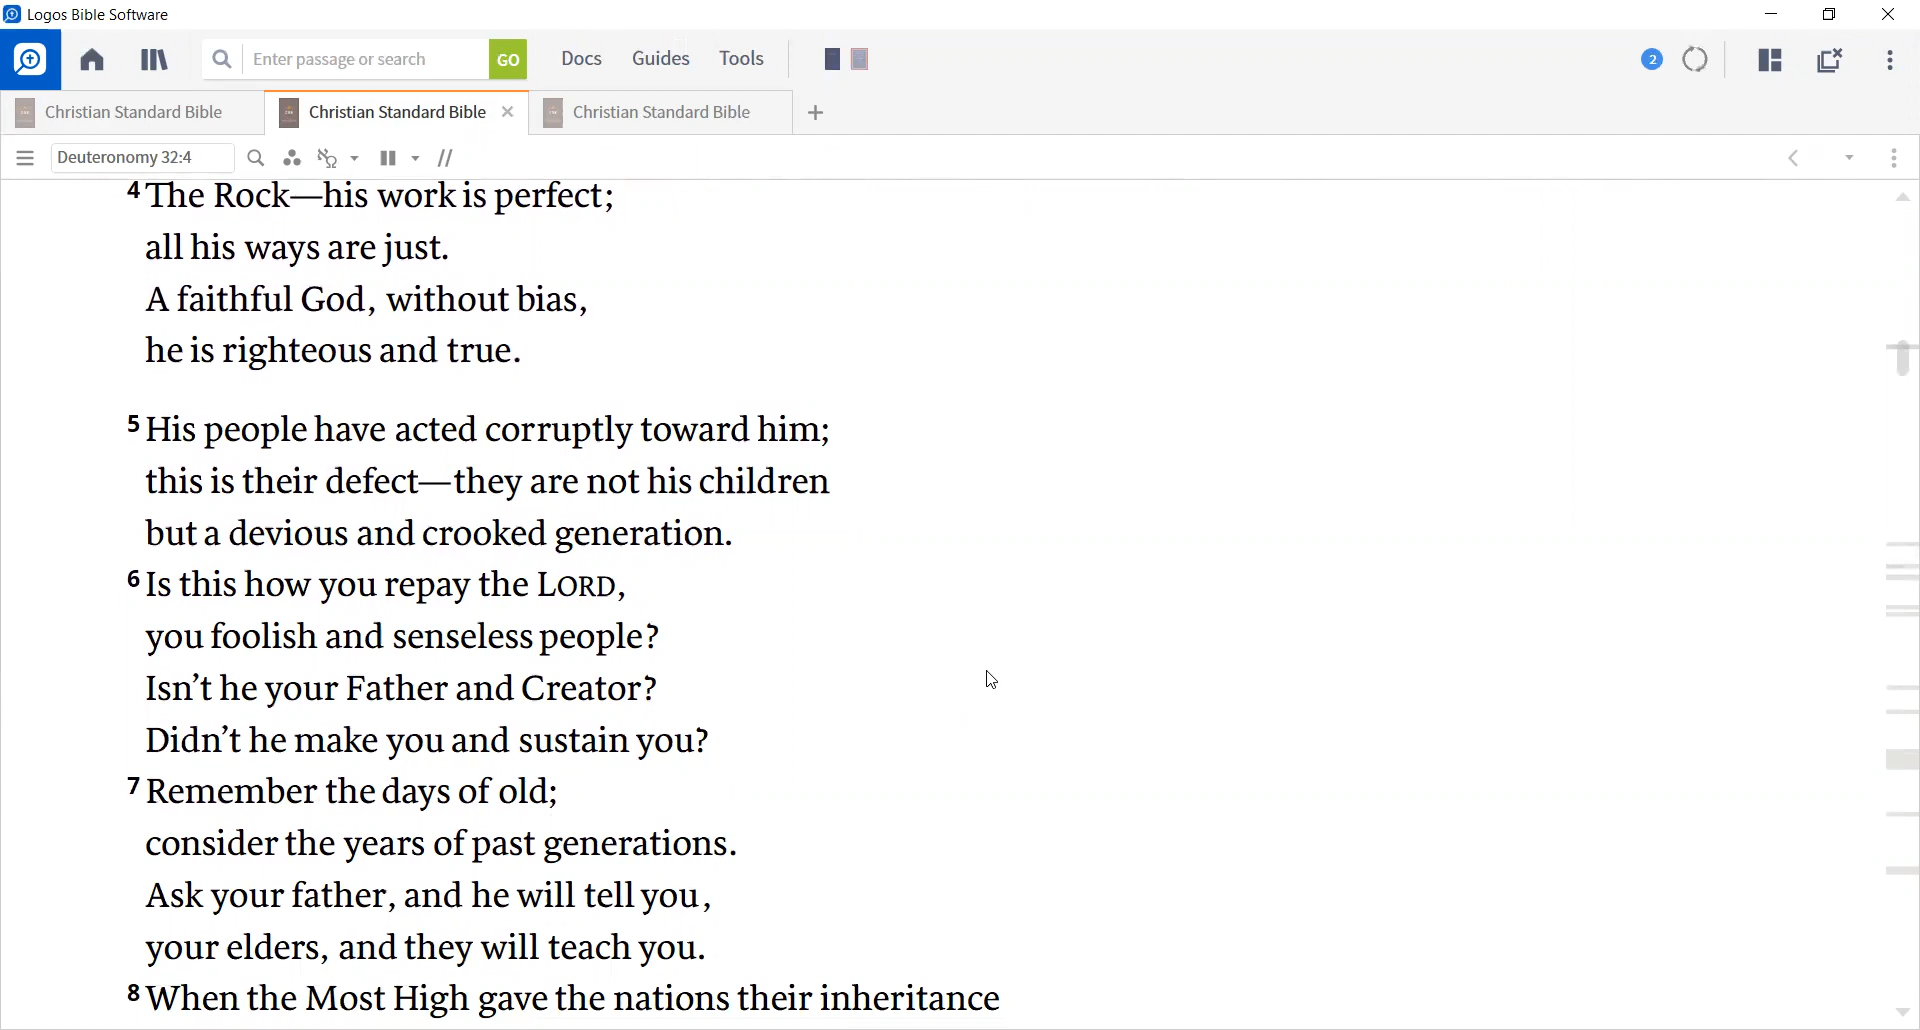 Logos Bible Software
Enter passage or search GO Docs Guides Tools 2
Christian Standard Bible Christian Standard Bible Christian Standard Bible
Deuteronomy 32:4
4 The Rock—his work is perfect;
all his ways are just.
A faithful God, without bias,
he is righteous and true.
5 His people have acted corruptly toward him;
this is their defect—they are not his children
but a devious and crooked generation.
6 Is this how you repay the LORD,
you foolish and senseless people?
Isn’t he your Father and Creator?
Didn’t he make you and sustain you?
7 Remember the days of old;
consider the years of past generations.
Ask your father, and he will tell you,
your elders, and they will teach you.
8 When the Most High gave the nations their inheritance